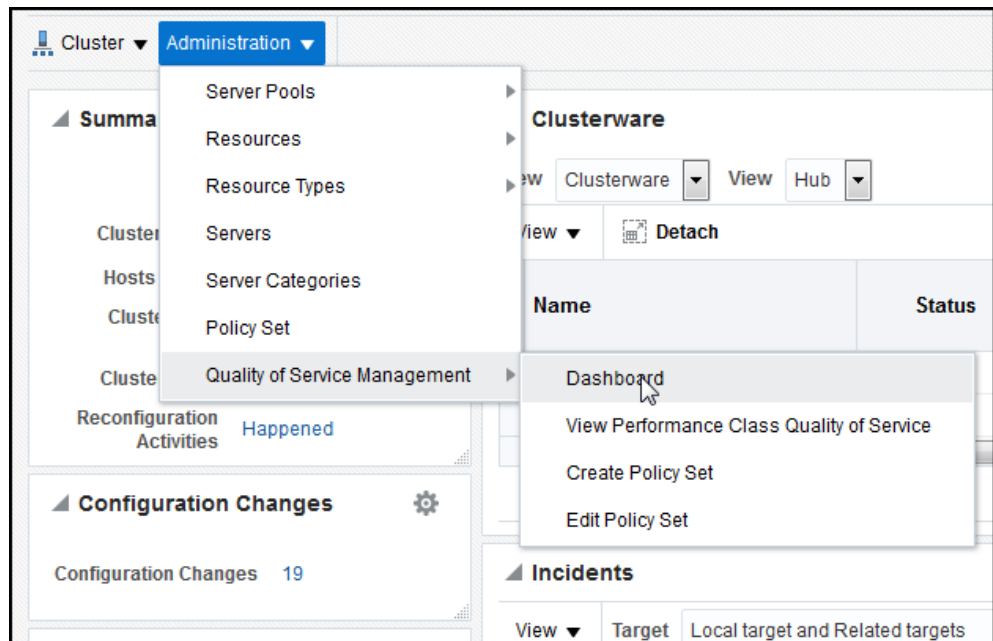 Cluster Administration
Server Pools
Resources
Resource Types
Servers
Server Categories
Policy Set
Quality of Service Management
Dashboard
View Performance Class Quality of Service
Create Policy Set
Edit Policy Set
Hosts
Reconfiguration
Activities
Happened
Configuration Changes
Configuration Changes 19
Clusterware
Clusterware View Hub
Detach
Name Status
Incidents
View Target Local target and Related targets